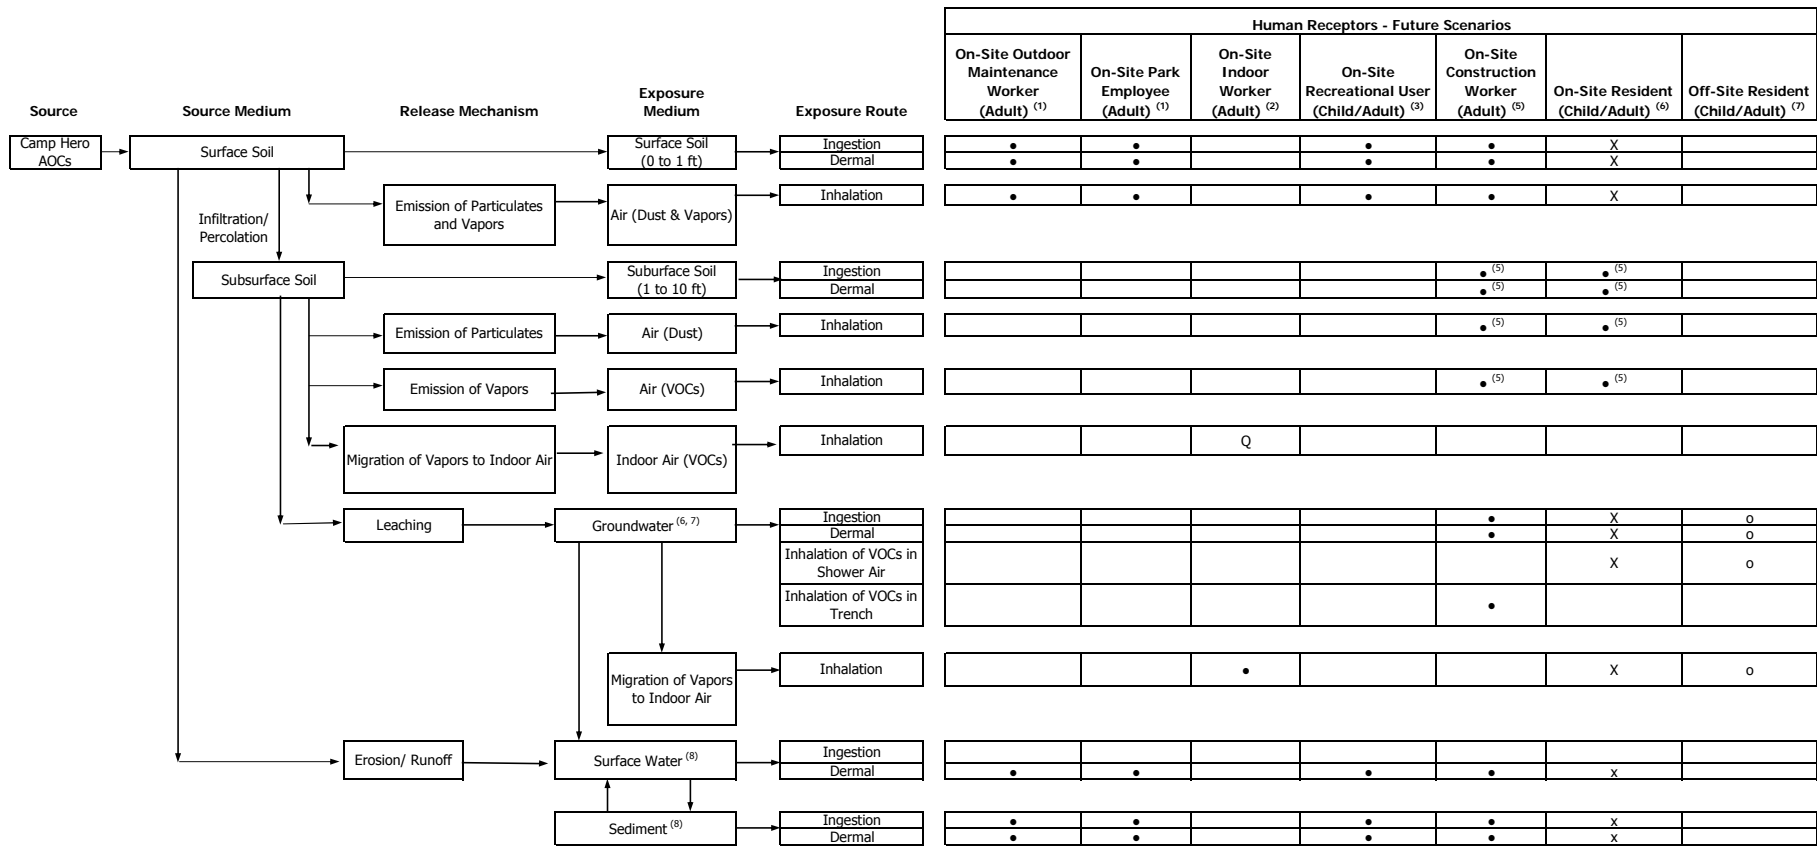 Human Receptors - Future Scenarios
Source
Source Medium
Release Mechanism
Exposure
Medium
Exposure Route
On-Site Outdoor
Maintenance
Worker
(Adult) (1)
On-Site Park
Employee
(Adult) (1)
On-Site
Indoor
Worker
(Adult) (2)
On-Site
Recreational User
(Child/Adult) (3)
On-Site
Construction
Worker
(Adult) (5)
On-Site Resident
(Child/Adult) (6)
Off-Site Resident
(Child/Adult) (7)
Camp Hero
AOCs
Surface Soil
Surface Soil
(0 to 1 ft)
Ingestion ● ● ● ● X
Dermal ● ● ● ● X
Infiltration/
Percolation
Emission of Particulates
and Vapors
Air (Dust & Vapors)
Inhalation ● ● ● ● X
Subsurface Soil
Suburface Soil
(1 to 10 ft)
Ingestion ● (5) ● (5)
Dermal ● (5) ● (5)
Emission of Particulates
Air (Dust)
Inhalation ● (5) ● (5)
Emission of Vapors
Air (VOCs)
Inhalation ● (5) ● (5)
Migration of Vapors to Indoor Air
Indoor Air (VOCs)
Inhalation Q
Leaching
Groundwater (6, 7)
Ingestion ● X o
Dermal ● X o
Inhalation of VOCs in
Shower Air X o
Inhalation of VOCs in
Trench ●
Migration of Vapors
to Indoor Air
Inhalation ● X o
Erosion/ Runoff
Surface Water (8)
Ingestion
Dermal ● ● ● ● x
Sediment (8)
Ingestion ● ● ● ● x
Dermal ● ● ● ● x